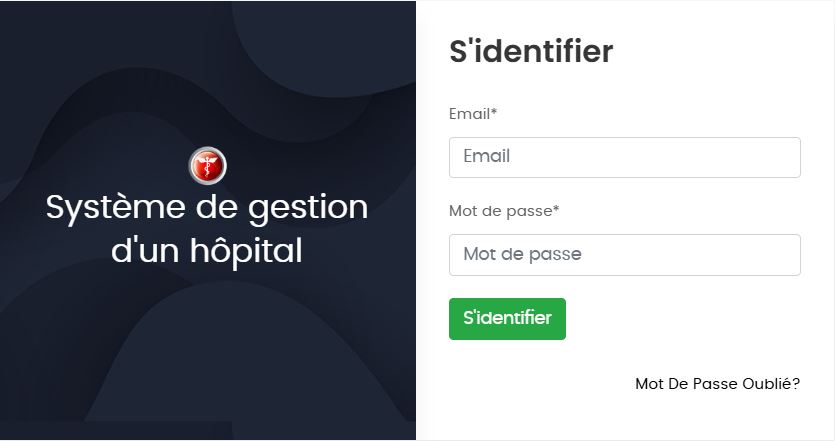 Système de gestion
d'un hôpital
S'identifier
Email*
Email
Mot de passe*
Mot de passe
S'identifier
Mot De Passe Oublié?